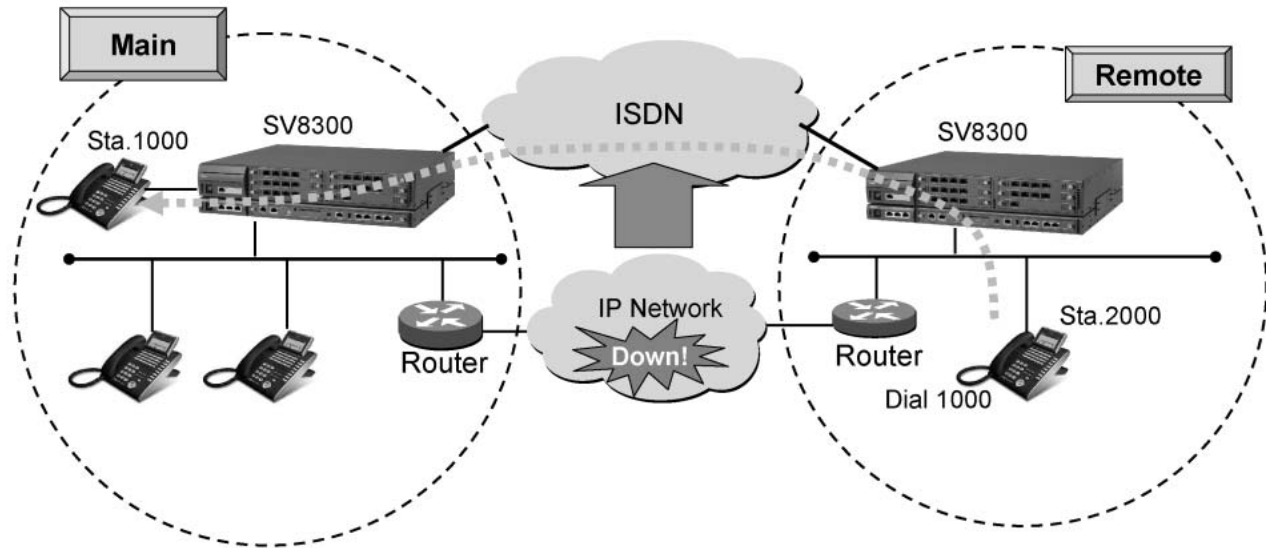 Main
Remote
ISDN
Sta.1000
SV8300
SV8300
IP Network
Down!
Sta.2000
Router
Router
Dial 1000